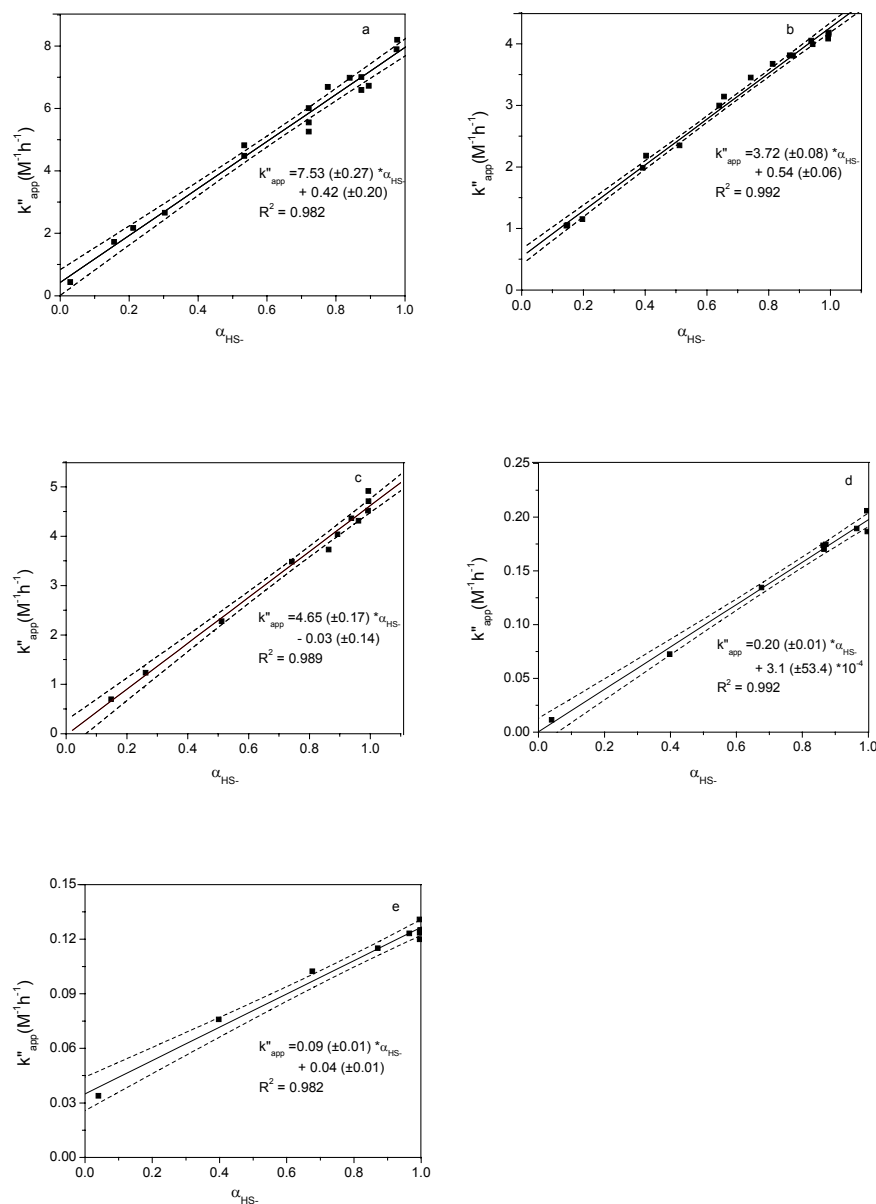 a
8
6
4
2
0
k"app(M-1h-1)
k"app =7.53 (±0.27) *αHS-
+ 0.42 (±0.20)
R2 = 0.982
0.0 0.2 0.4 0.6 0.8 1.0
αHS-
b
4
3
2
1
0
k"app(M-1h-1)
k"app =3.72 (±0.08) *αHS-
+ 0.54 (±0.06)
R2 = 0.992
0.0 0.2 0.4 0.6 0.8 1.0
αHS-
c
5
4
3
2
1
0
k"app(M-1h-1)
k"app =4.65 (±0.17) *αHS-
- 0.03 (±0.14)
R2 = 0.989
0.0 0.2 0.4 0.6 0.8 1.0
αHS-
d
0.25
0.20
0.15
0.10
0.05
0.00
k"app(M-1h-1)
k"app =0.20 (±0.01) *αHS-
+ 3.1 (±53.4) *10-4
R2 = 0.992
0.0 0.2 0.4 0.6 0.8 1.0
αHS-
e
0.15
0.12
0.09
0.06
0.03
0.00
k"app(M-1h-1)
k"app =0.09 (±0.01) *αHS-
+ 0.04 (±0.01)
R2 = 0.982
0.0 0.2 0.4 0.6 0.8 1.0
αHS-